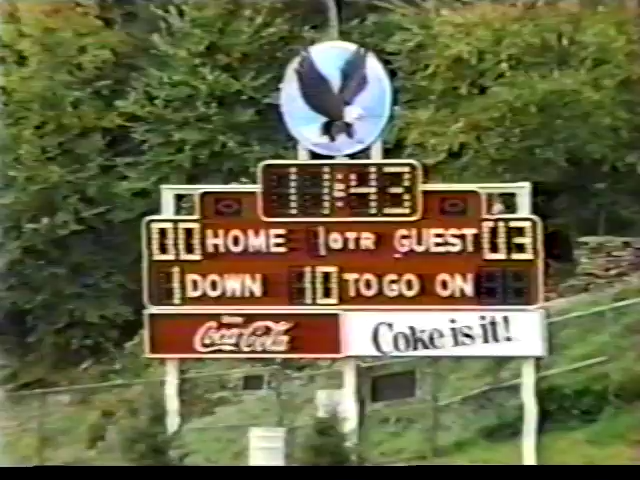 11:43
00 HOME 1 QTR GUEST 03
1 DOWN 10 TO GO ON
Coca-Cola Coke is it!